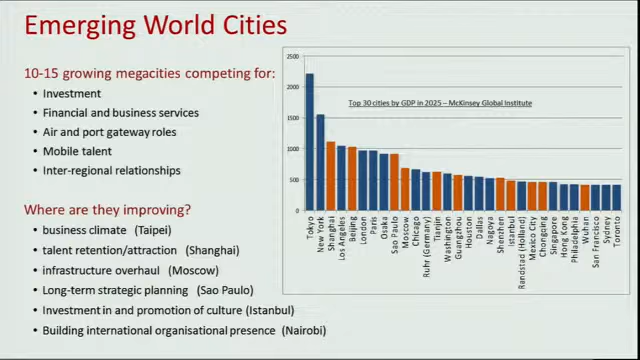 Emerging World Cities
10-15 growing megacities competing for:
• Investment
• Financial and business services
• Air and port gateway roles
• Mobile talent
• Inter-regional relationships
Where are they improving?
• business climate (Taipei)
• talent retention/attraction (Shanghai)
• infrastructure overhaul (Moscow)
• Long-term strategic planning (Sao Paulo)
• Investment in and promotion of culture (Istanbul)
• Building international organisational presence (Nairobi)
Top 30 cities by GDP in 2025 – McKinsey Global Institute
2500
2000
1500
1000
500
0
Tokyo
New York
Shanghai
Los Angeles
Beijing
London
Paris
Osaka
Sao Paulo
Moscow
Chicago
Ruhr (Germany)
Tianjin
Washington
Guangzhou
Houston
Dallas
Nagoya
Shenzhen
Istanbul
Randstad (Holland)
Mexico City
Chongqing
Singapore
Hong Kong
Philadelphia
Wuhan
San Francisco
Sydney
Toronto